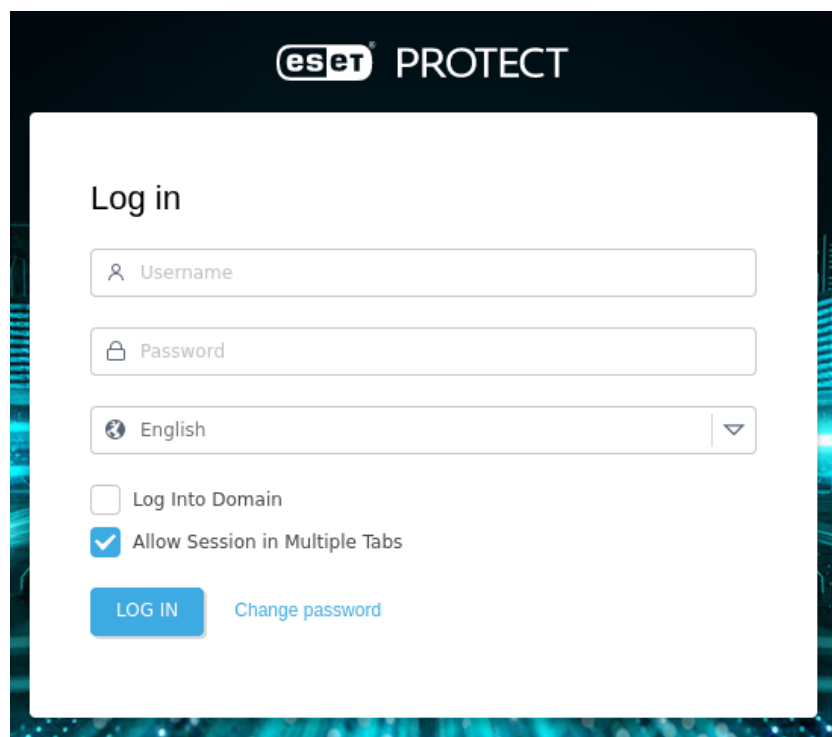 eset® PROTECT
Log in
Username
Password
English
Log Into Domain
Allow Session in Multiple Tabs
LOG IN Change password